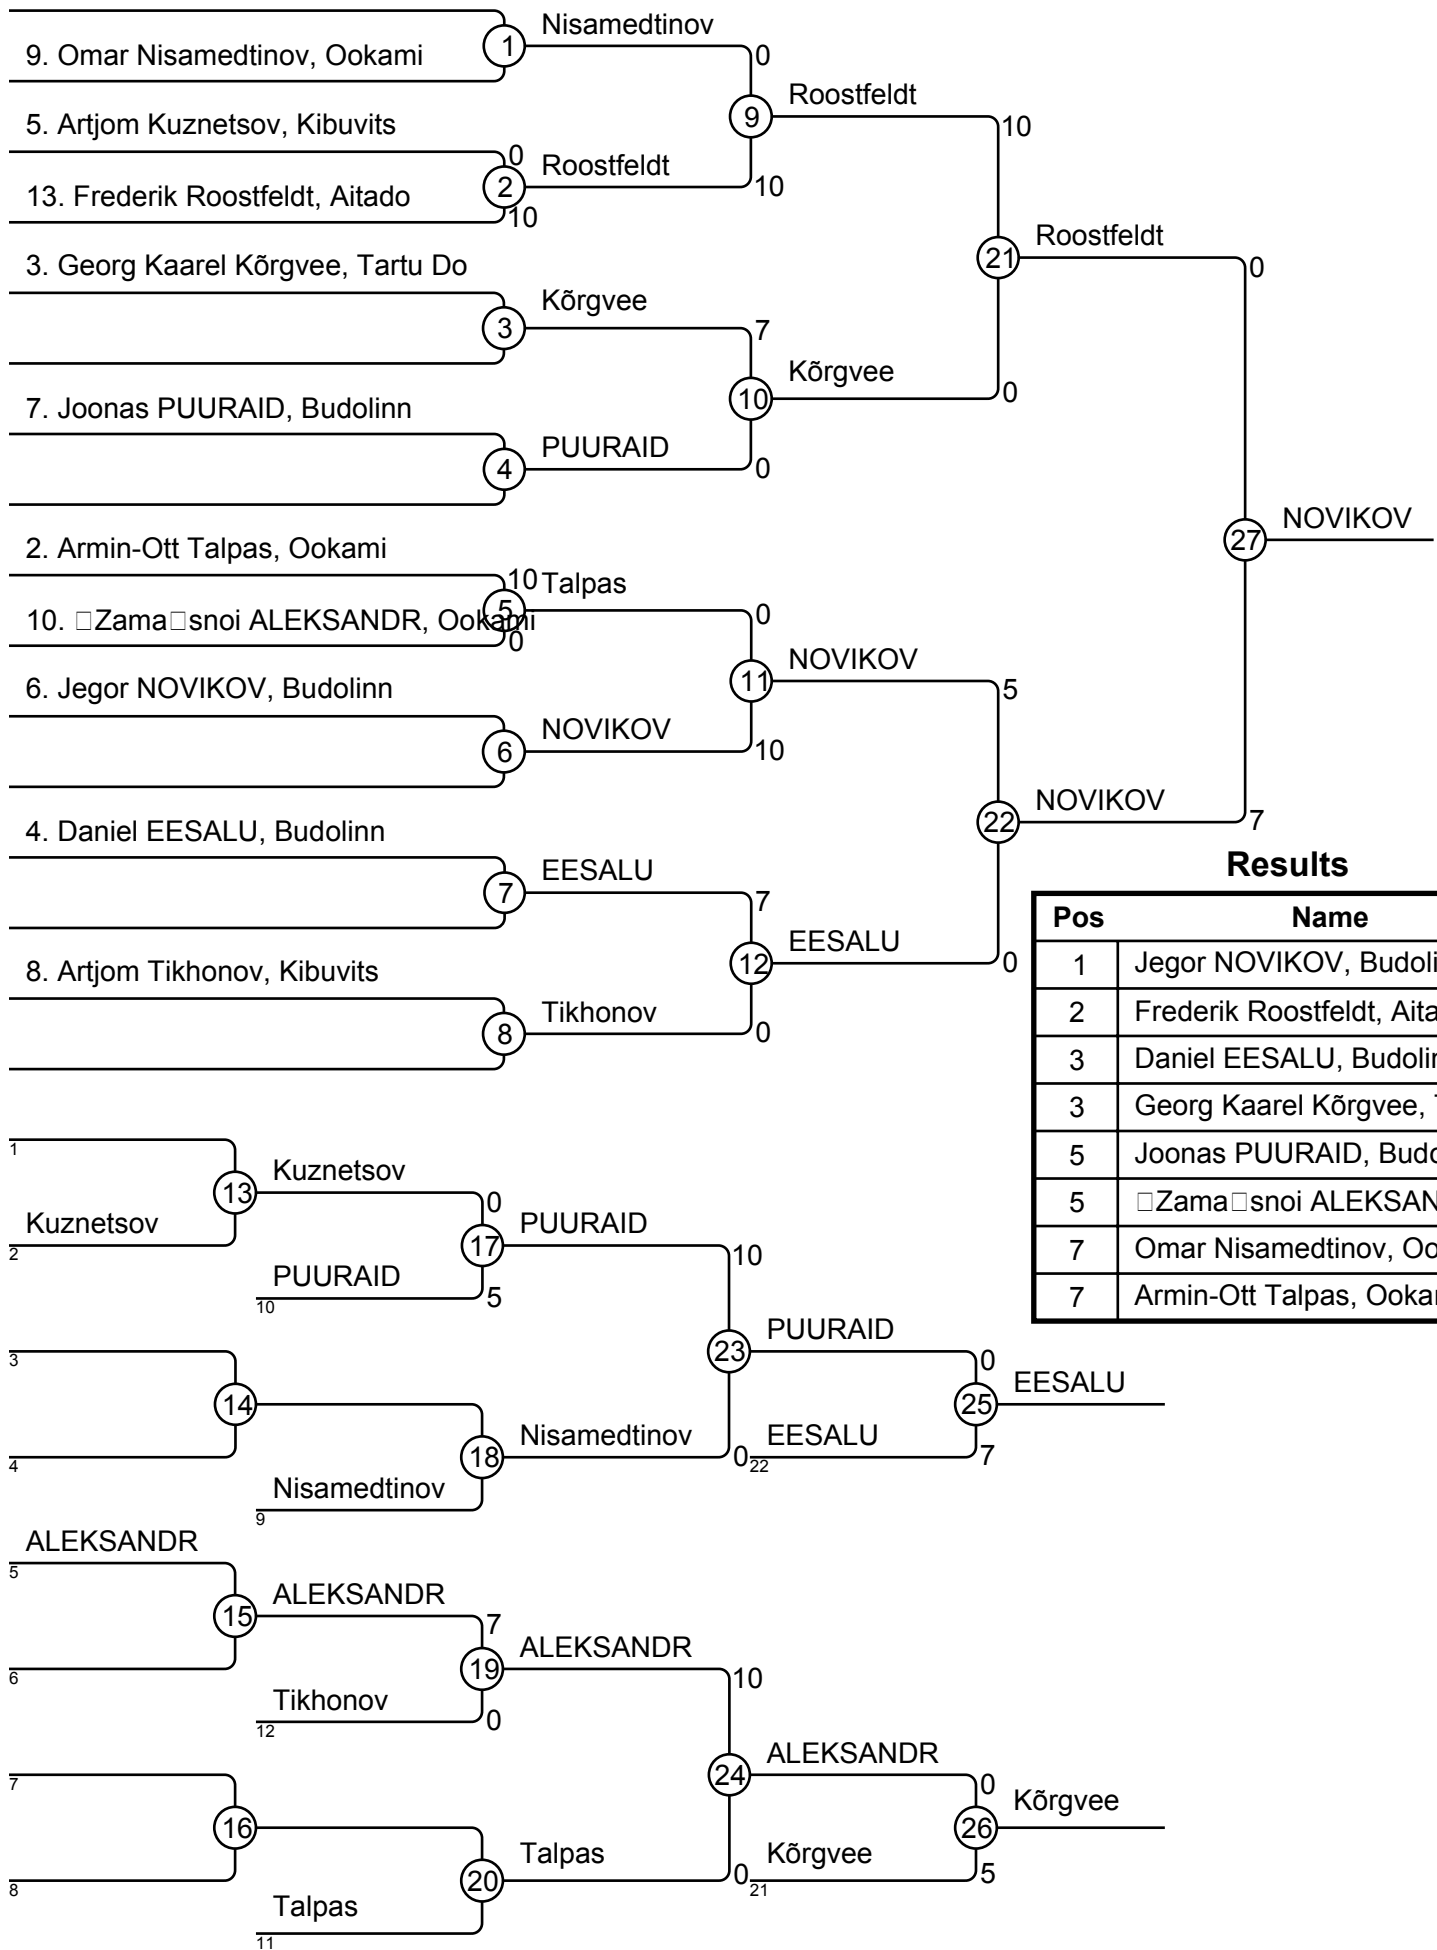 Nisamedtinov
9. Omar Nisamedtinov, Ookami
1
0
Roostfeldt
9
10
5. Artjom Kuznetsov, Kibuvits
0
Roostfeldt
2
10
13. Frederik Roostfeldt, Aitado
10
Roostfeldt
21
0
3. Georg Kaarel Kõrgvee, Tartu Do
Kõrgvee
3
7
Kõrgvee
10
0
7. Joonas PUURAID, Budolinn
PUURAID
4
0
NOVIKOV
27
2. Armin-Ott Talpas, Ookami
10
Talpas
5
0
10. □Zama□snoi ALEKSANDR, Ookami
0
NOVIKOV
11
5
6. Jegor NOVIKOV, Budolinn
NOVIKOV
6
10
NOVIKOV
22
7
4. Daniel EESALU, Budolinn
EESALU
7
7
EESALU
12
0
8. Artjom Tikhonov, Kibuvits
Tikhonov
8
0
Results
Pos Name
1 Jegor NOVIKOV, Budoli
2 Frederik Roostfeldt, Aita
3 Daniel EESALU, Budolin
3 Georg Kaarel Kõrgvee,
5 Joonas PUURAID, Budo
5 □Zama□snoi ALEKSAN
7 Omar Nisamedtinov, Oo
7 Armin-Ott Talpas, Ooka
1
13
Kuznetsov
0
Kuznetsov
2
17
PUURAID
10
PUURAID
10
5
3
14
PUURAID
23
0
EESALU
25
4
18
Nisamedtinov
0
EESALU
22
7
Nisamedtinov
9
ALEKSANDR
5
15
ALEKSANDR
7
ALEKSANDR
19
10
6
Tikhonov
12
0
7
ALEKSANDR
24
0
Kõrgvee
26
16
Talpas
20
0
Kõrgvee
21
5
8
Talpas
11